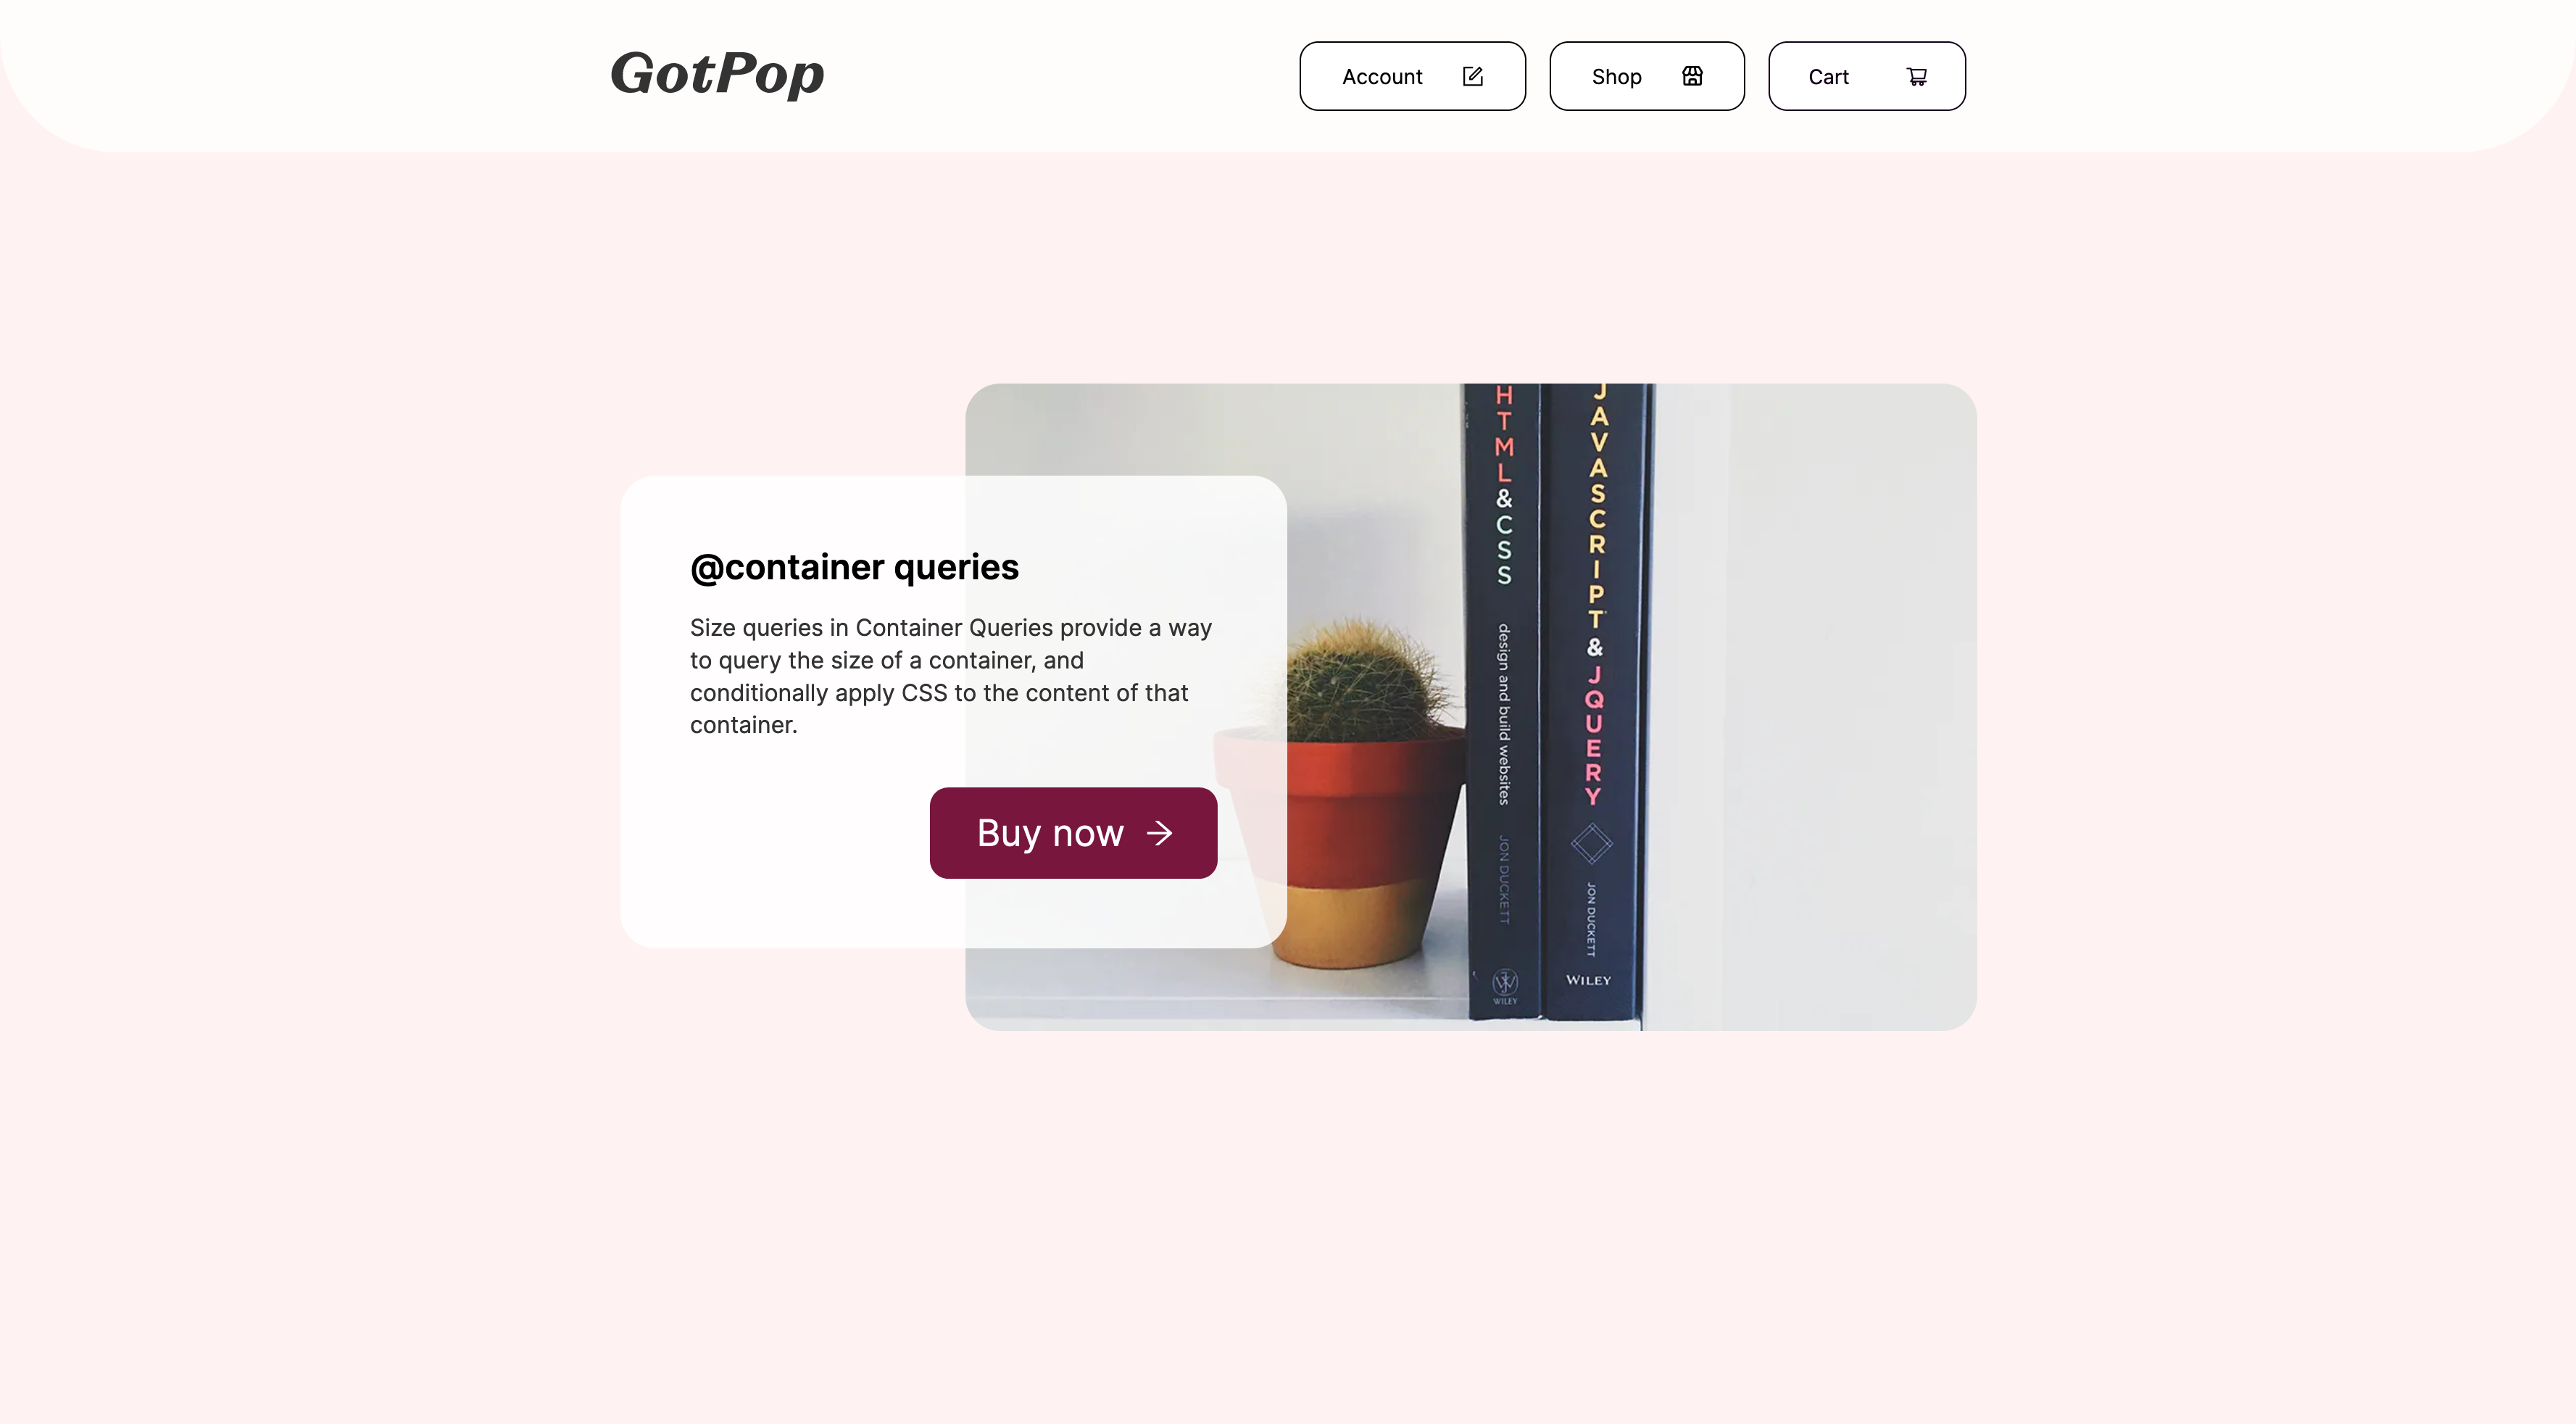 GotPop
Account
Shop
Cart
@container queries
Size queries in Container Queries provide a way
to query the size of a container, and
conditionally apply CSS to the content of that
container.
Buy now
HTML&CSS
design and build websites
JON DUCKETT
WILEY
JAVASCRIPT&JQUERY
JON DUCKETT
WILEY